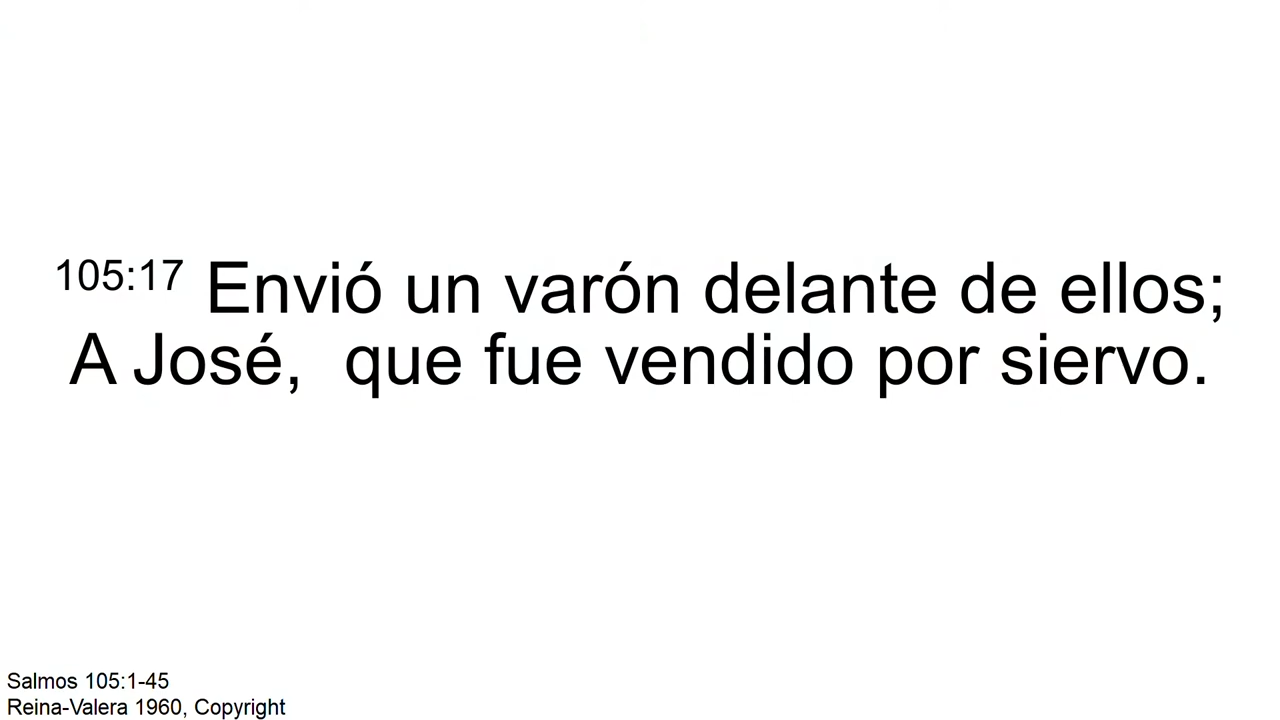 105:17 Envió un varón delante de ellos;
A José, que fue vendido por siervo.
Salmos 105:1-45
Reina-Valera 1960, Copyright